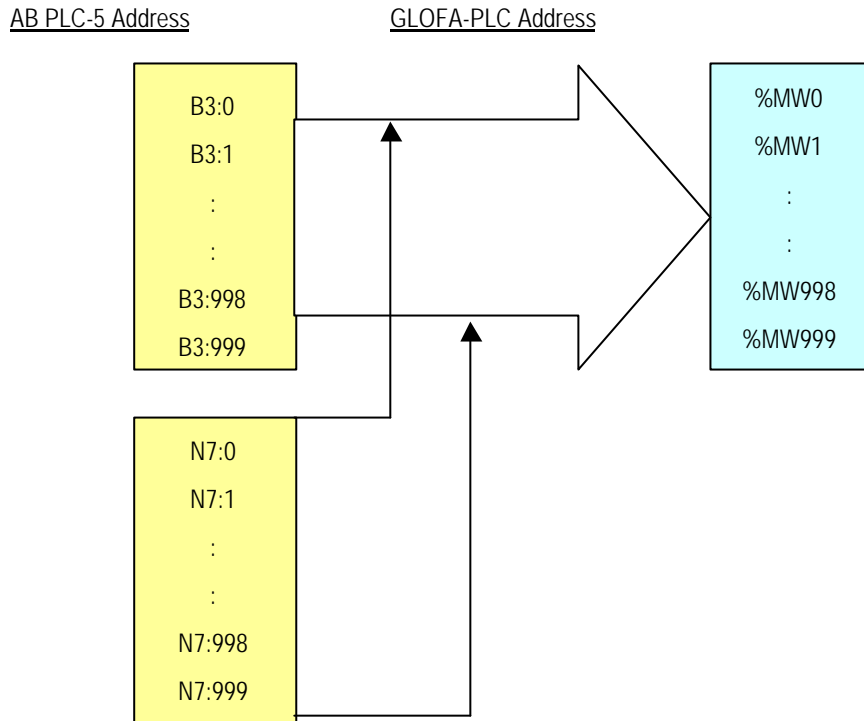 AB PLC-5 Address
GLOFA-PLC Address
B3:0
B3:1
:
:
B3:998
B3:999
%MW0
%MW1
:
:
%MW998
%MW999
N7:0
N7:1
:
:
N7:998
N7:999